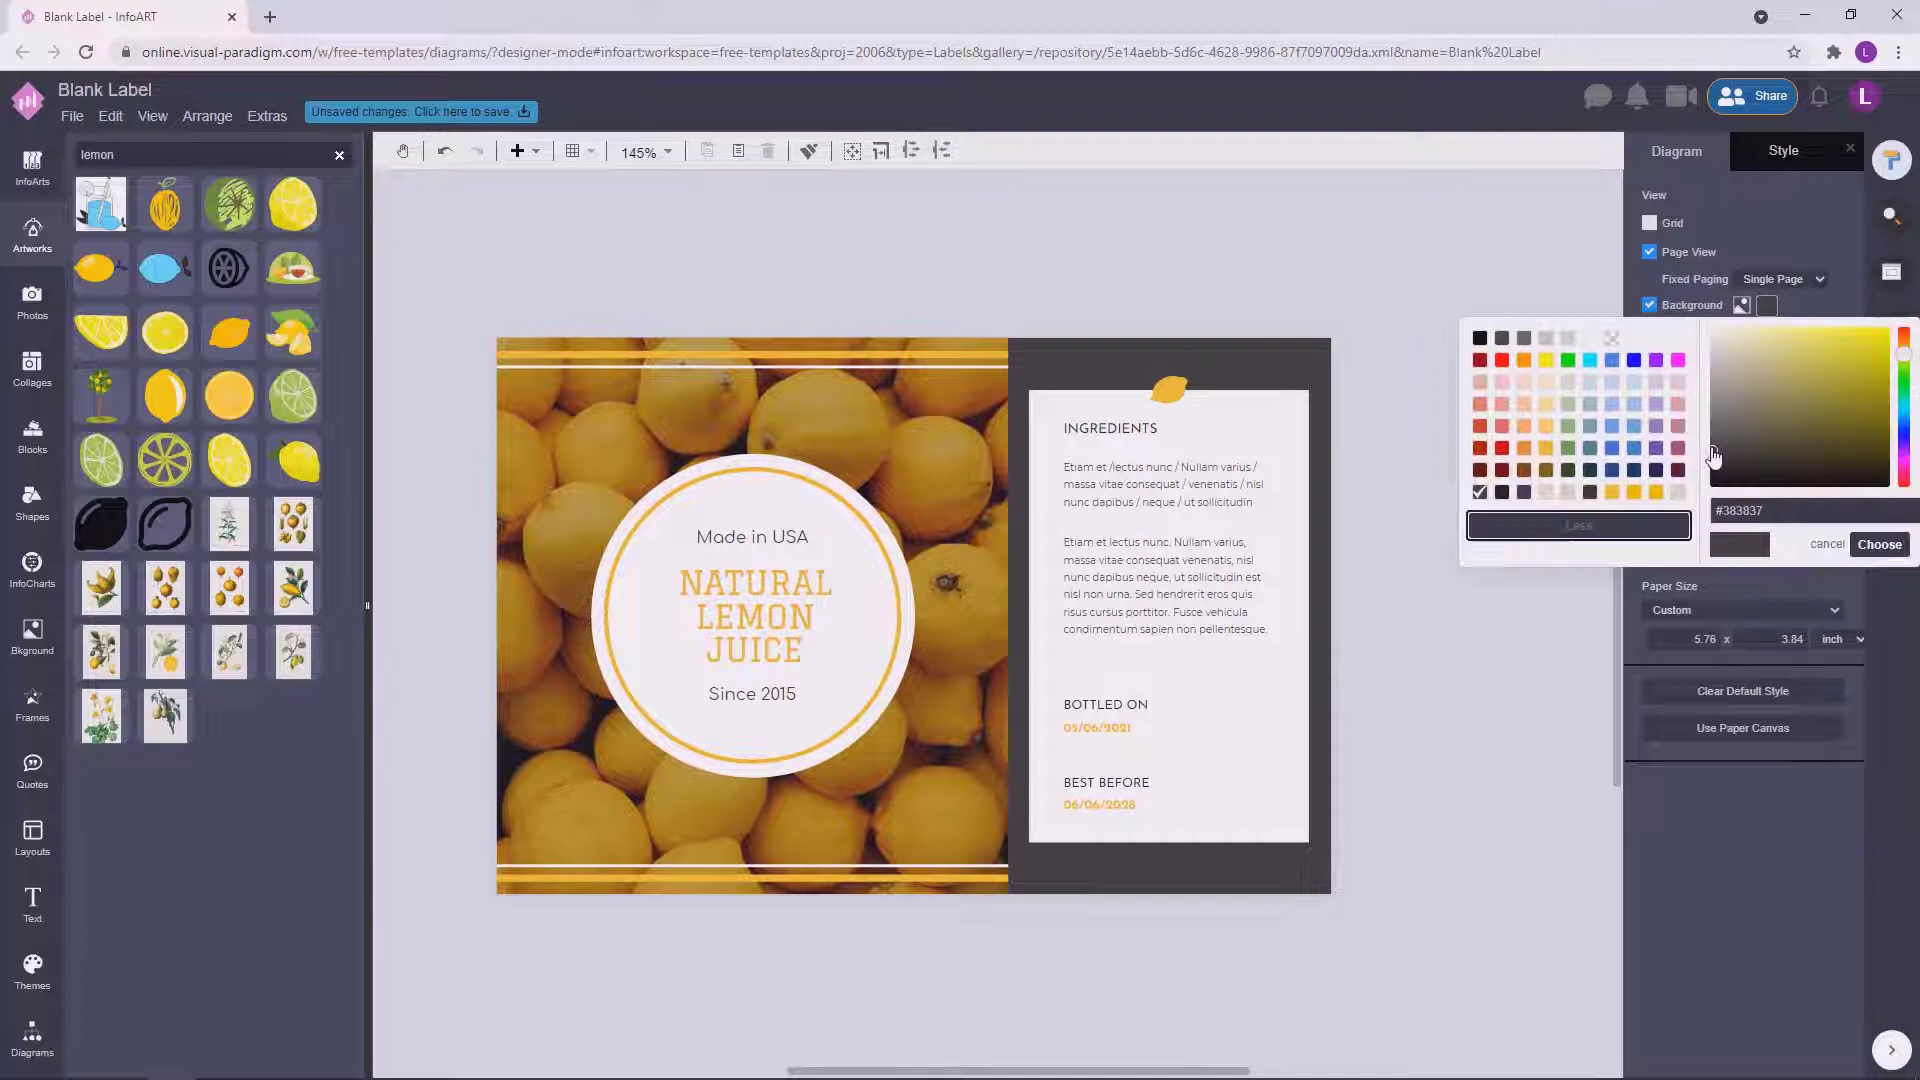 Blank Label - InfoART
online.visual-paradigm.com/w/free-templates/diagrams/?designer-mode#infoart:workspace=free-templates&proj=2006&type=Labels&gallery=/repository/5e14aebb-5d6c-4628-9986-87f7097009da.xml&name=Blank%20Label
L
Blank Label
File Edit View Arrange Extras
Unsaved changes. Click here to save.
Share
L
InfoArts
Artworks
Photos
Collages
Blocks
Shapes
InfoCharts
Bkground
Frames
Quotes
Layouts
Text
Themes
Diagrams
lemon
145%
Made in USA
NATURAL
LEMON
JUICE
Since 2015
INGREDIENTS
Etiam et /lectus nunc / Nullam varius /
massa vitae consequat / venenatis / nisl
nunc dapibus / neque / ut sollicitudin
Etiam et lectus nunc. Nullam varius,
massa vitae consequat venenatis, nisl
nunc dapibus neque, ut sollicitudin est
nisl non urna. Sed hendrerit eros quis
risus cursus porttitor. Fusce vehicula
condimentum sapien non pellentesque.
BOTTLED ON
05/06/2021
BEST BEFORE
06/06/2028
Diagram Style
View
Grid
Page View
Fixed Paging Single Page
Background
Less
#383837
cancel Choose
Paper Size
Custom
5.76 x 3.84 inch
Clear Default Style
Use Paper Canvas